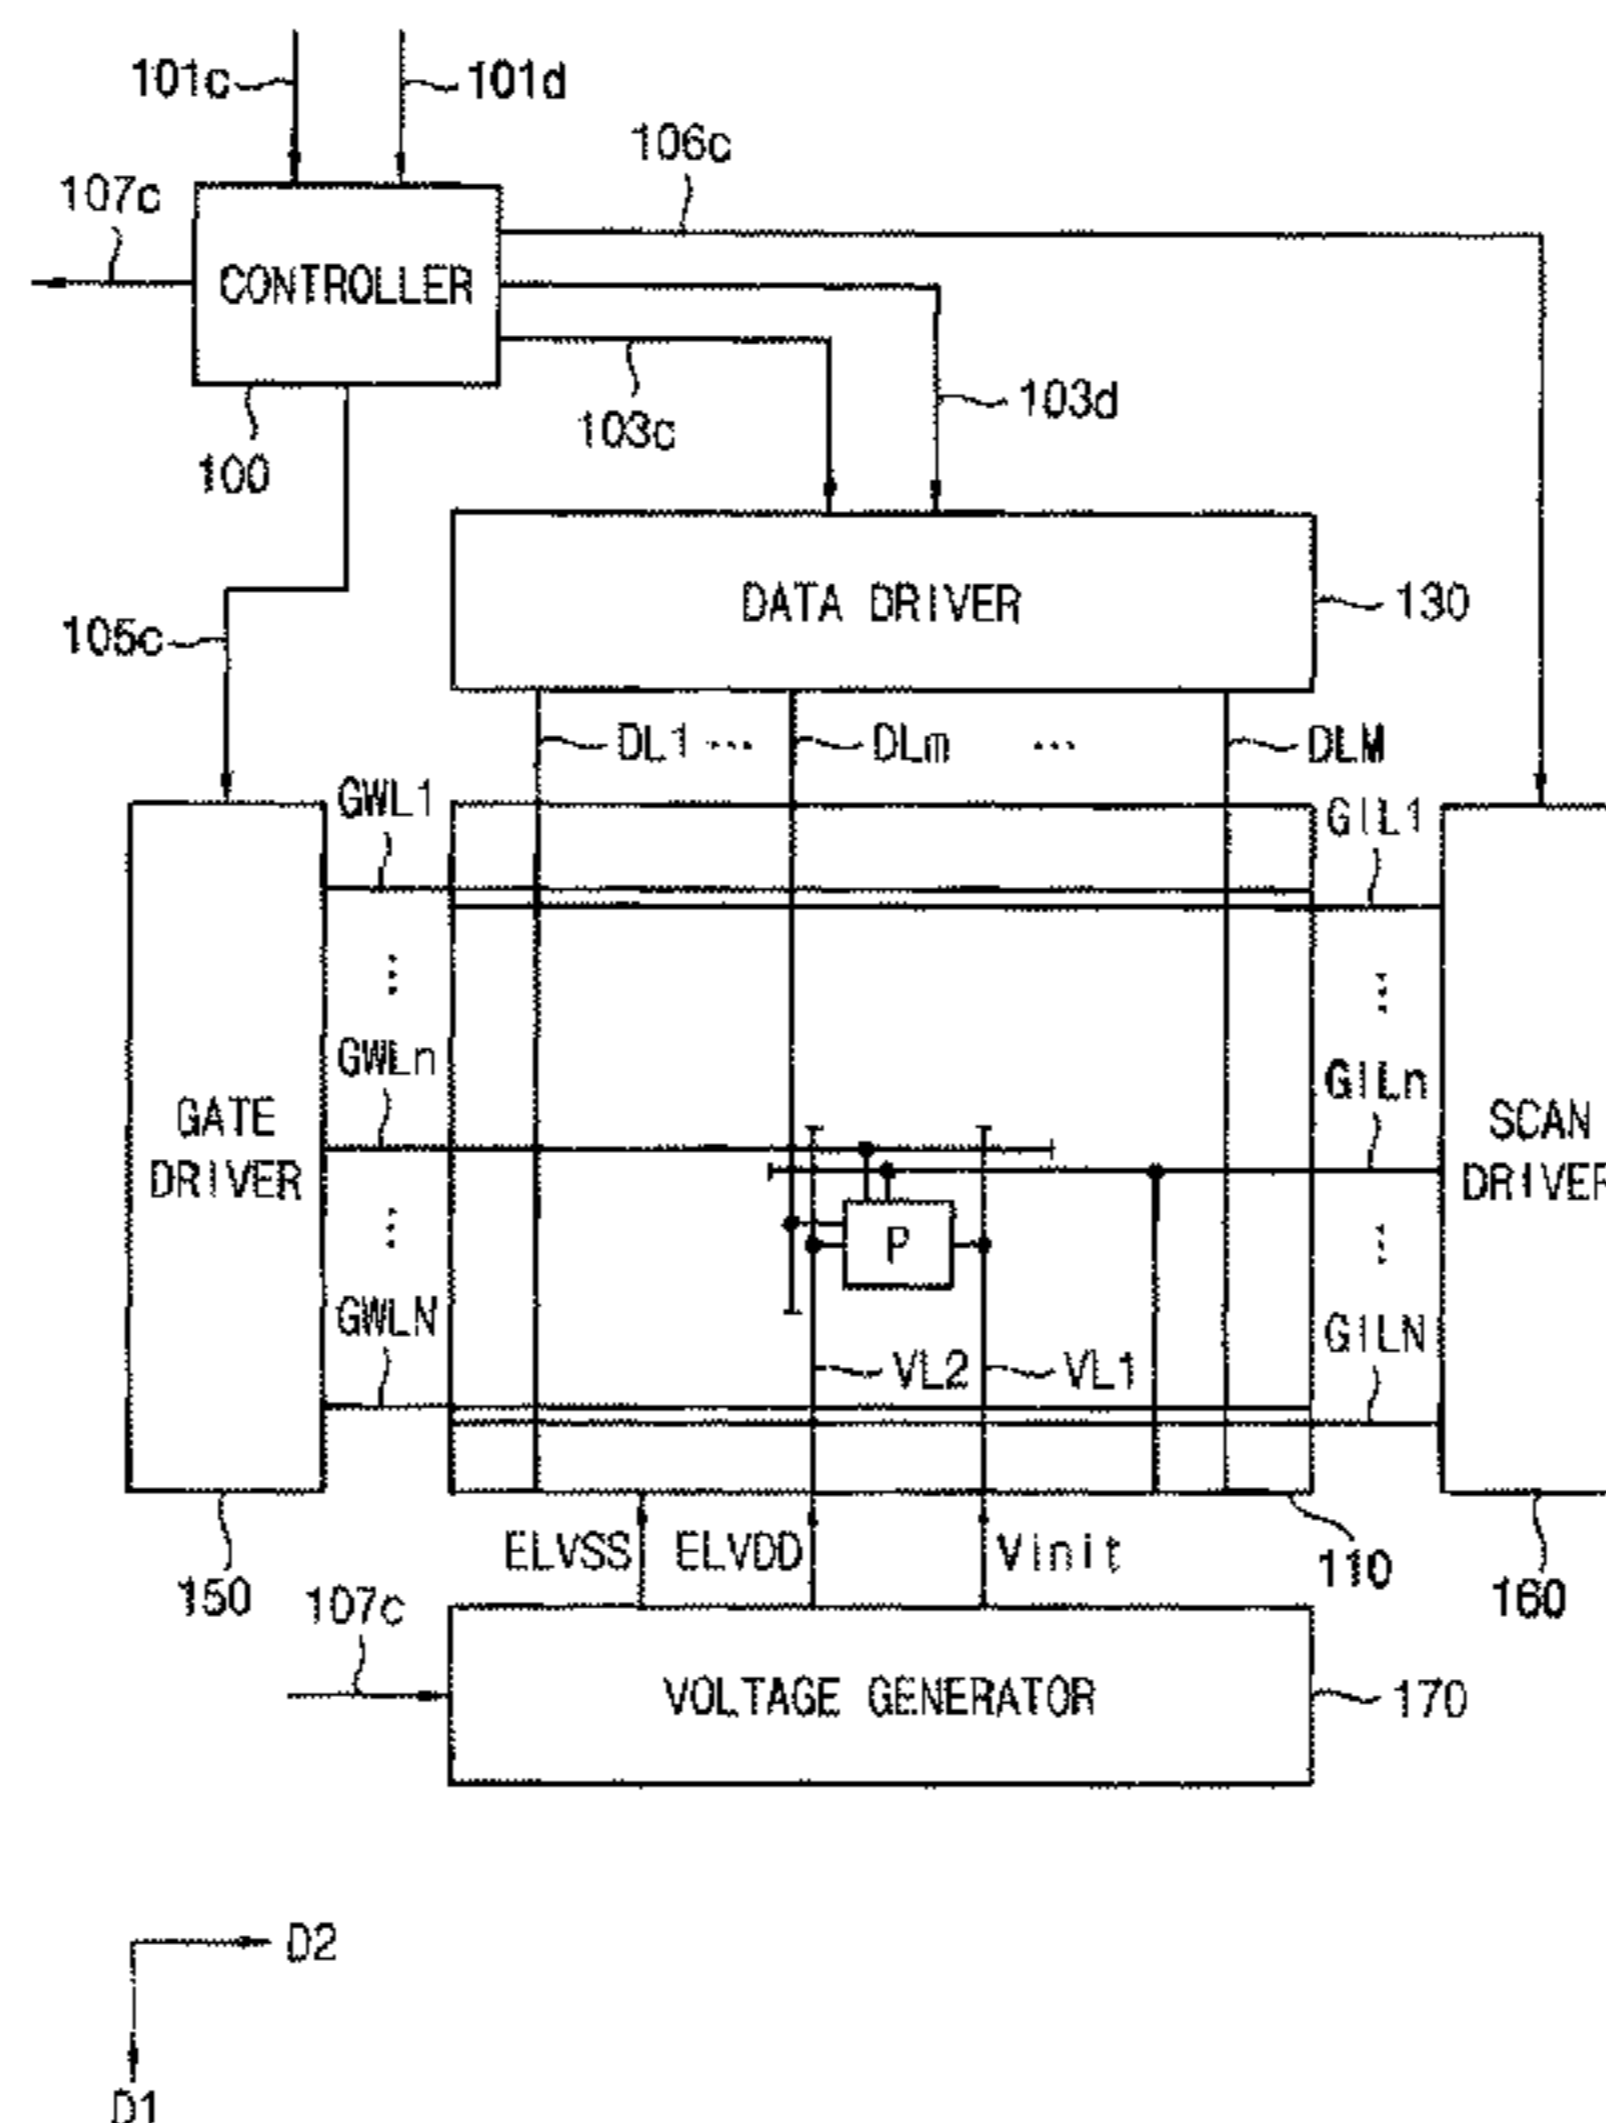 101c 101d
106c
107c
CONTROLLER
103d
103c
100
DATA DRIVER 130
105c
DL1 ... DLm ... DLM
GWL1 GIL1
GWLn GILn
GATE
DRIVER
SCAN
DRIVER
P
GWLN GILN
VL2 VL1
ELVSS ELVDD Vinit 110
150 107c 160
VOLTAGE GENERATOR 170
D2
D1